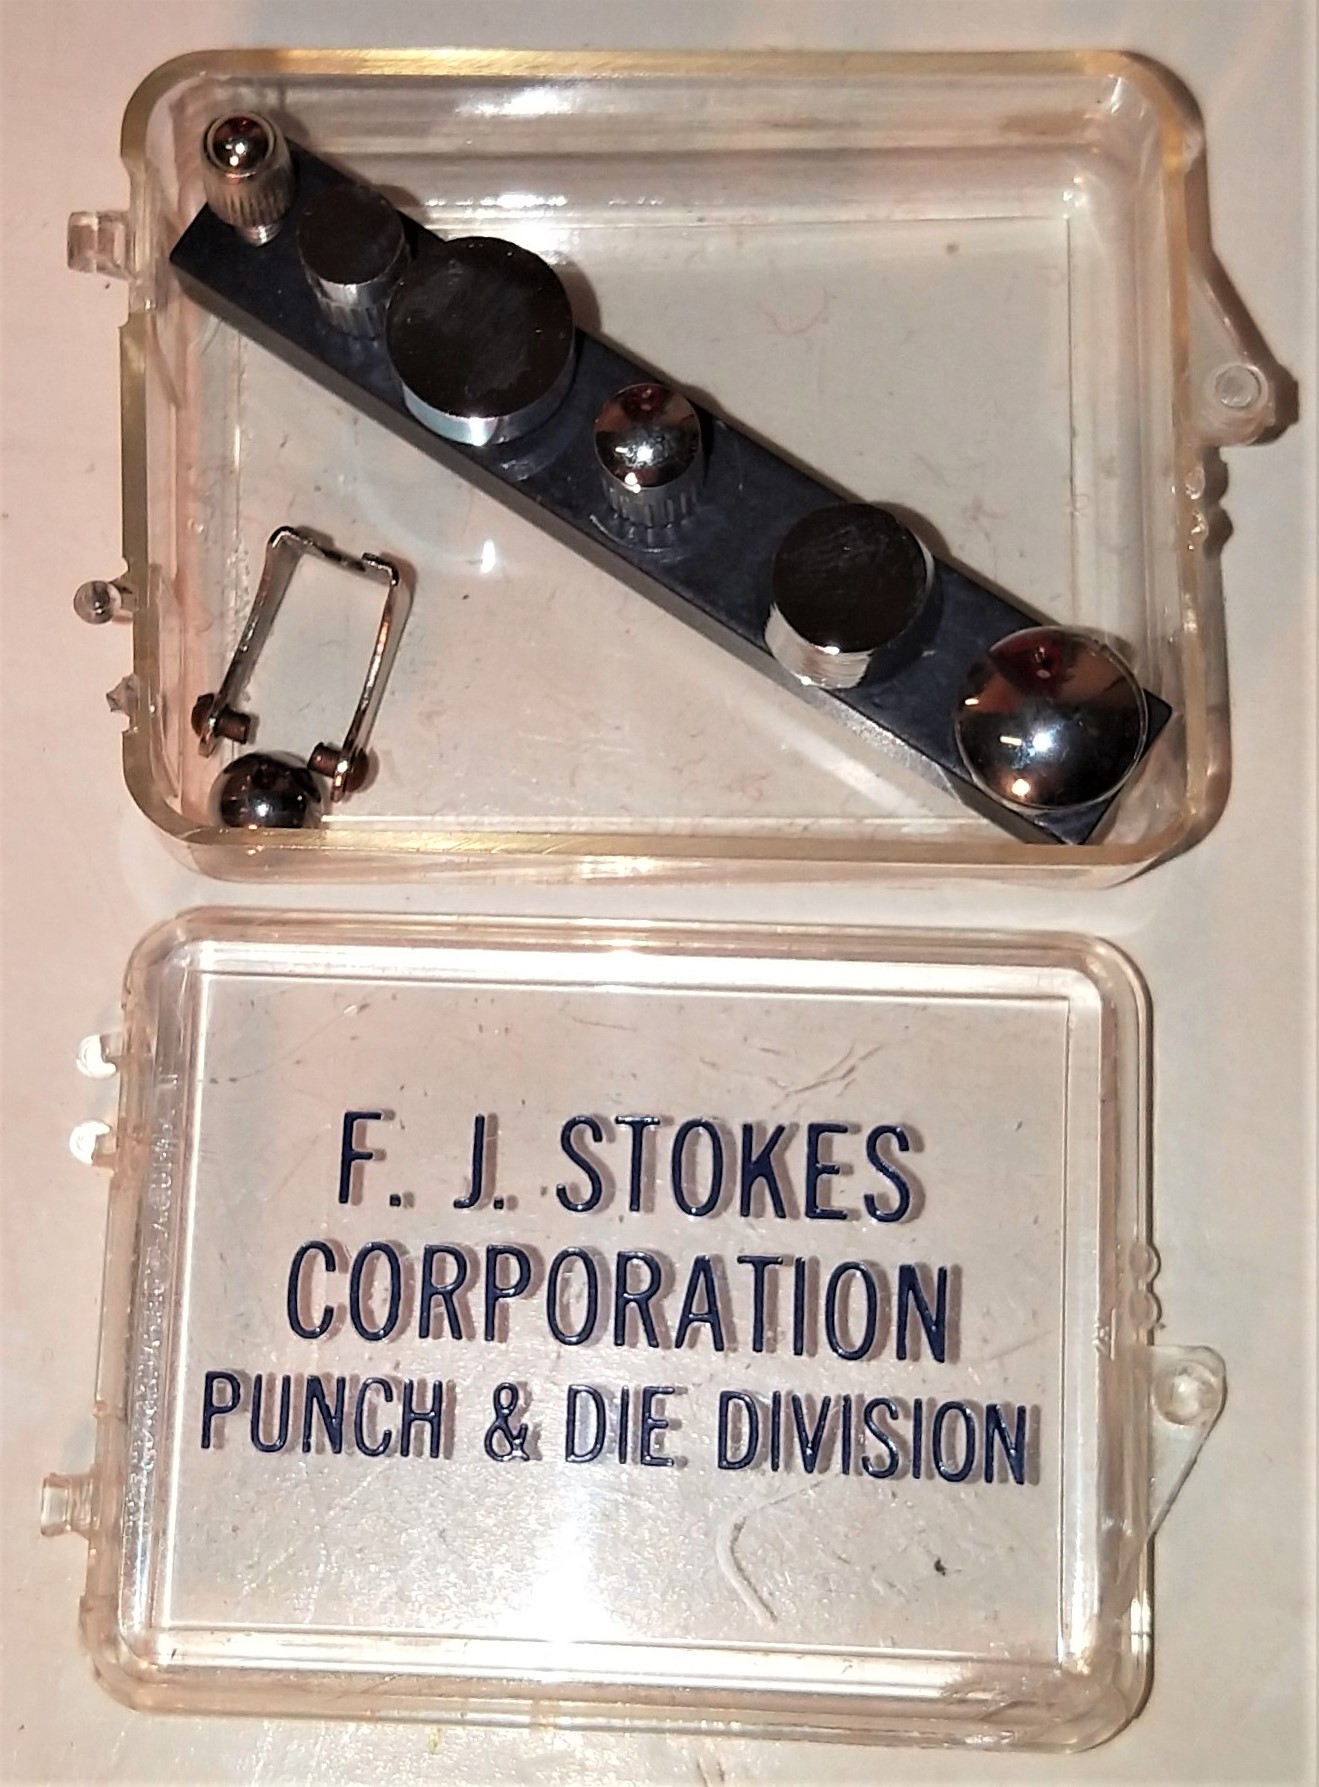 F. J. STOKES
CORPORATION
PUNCH & DIE DIVISION